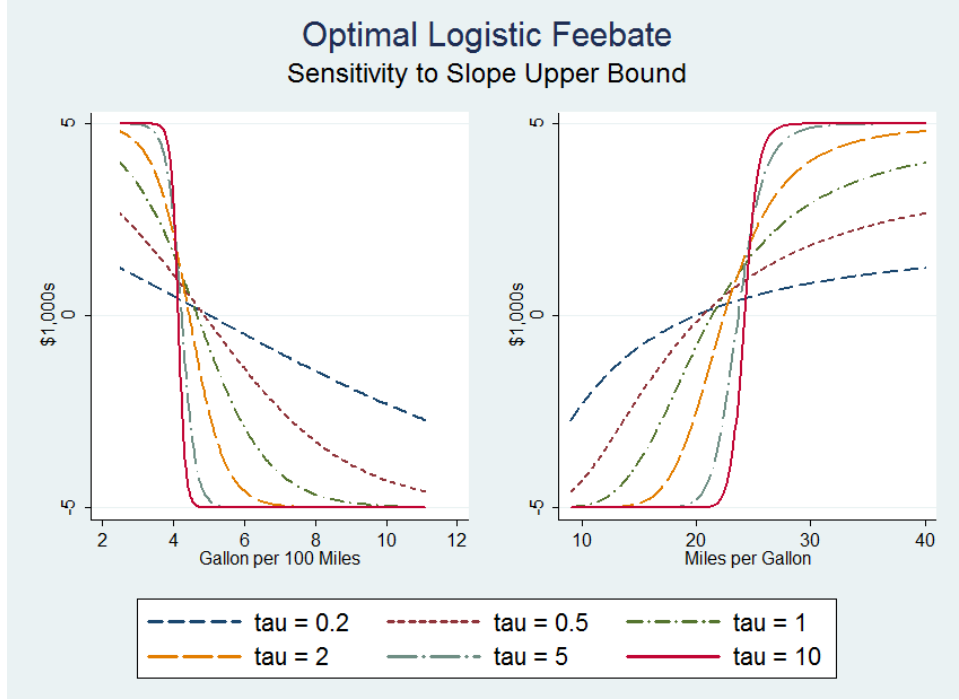 Optimal Logistic Feebate
Sensitivity to Slope Upper Bound
5
0
-5
$1,000s
2 4 6 8 10 12
Gallon per 100 Miles
5
0
-5
$1,000s
10 20 30 40
Miles per Gallon
tau = 0.2 tau = 0.5 tau = 1
tau = 2 tau = 5 tau = 10